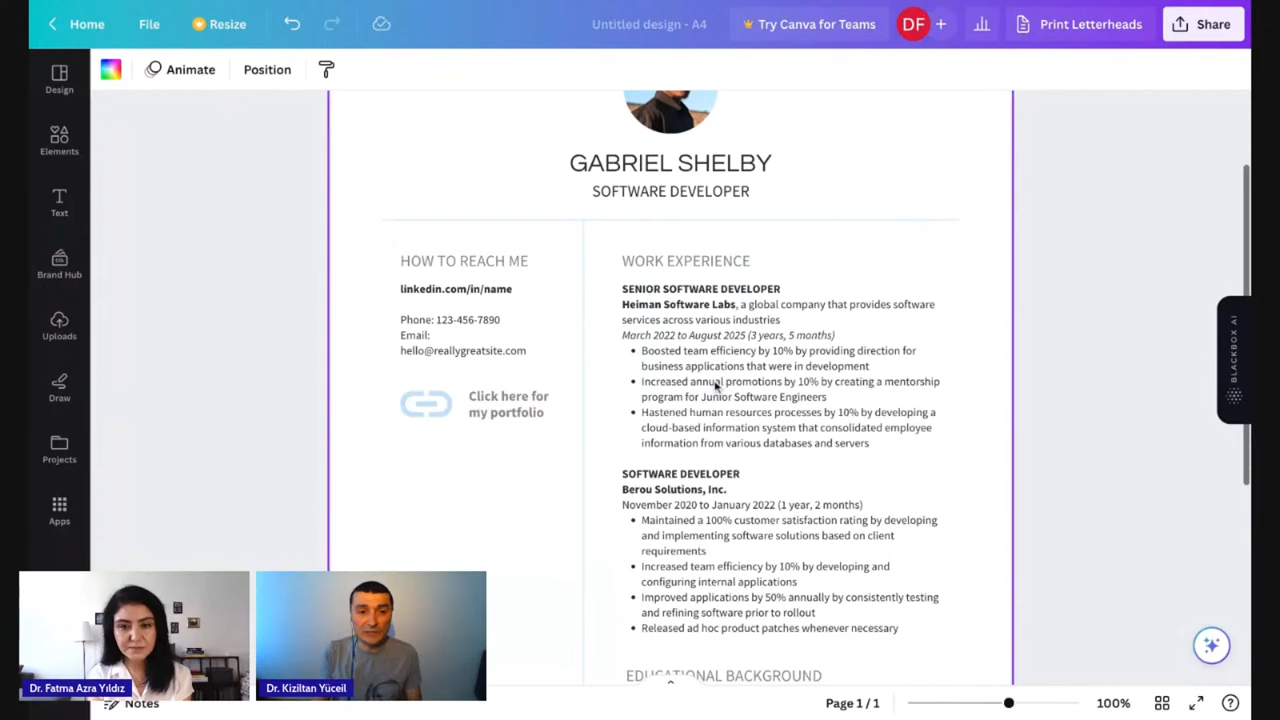 Home
File
Resize
Untitled design - A4
Try Canva for Teams
DF
Print Letterheads
Share
Animate
Position
Design
Elements
Text
Brand Hub
Uploads
Draw
Projects
Apps
GABRIEL SHELBY
SOFTWARE DEVELOPER
HOW TO REACH ME
linkedin.com/in/name
Phone: 123-456-7890
Email:
hello@reallygreatsite.com
Click here for
my portfolio
WORK EXPERIENCE
SENIOR SOFTWARE DEVELOPER
Heiman Software Labs, a global company that provides software
services across various industries
March 2022 to August 2025 (3 years, 5 months)
• Boosted team efficiency by 10% by providing direction for
business applications that were in development
• Increased annual promotions by 10% by creating a mentorship
program for Junior Software Engineers
• Hastened human resources processes by 10% by developing a
cloud-based information system that consolidated employee
information from various databases and servers
SOFTWARE DEVELOPER
Berou Solutions, Inc.
November 2020 to January 2022 (1 year, 2 months)
• Maintained a 100% customer satisfaction rating by developing
and implementing software solutions based on client
requirements
• Increased team efficiency by 10% by developing and
configuring internal applications
• Improved applications by 50% annually by consistently testing
and refining software prior to rollout
• Released ad hoc product patches whenever necessary
EDUCATIONAL BACKGROUND
BLACKBOX AI
Dr. Fatma Azra Yıldız
Dr. Kiziltan Yüceil
Notes
Page 1 / 1
100%